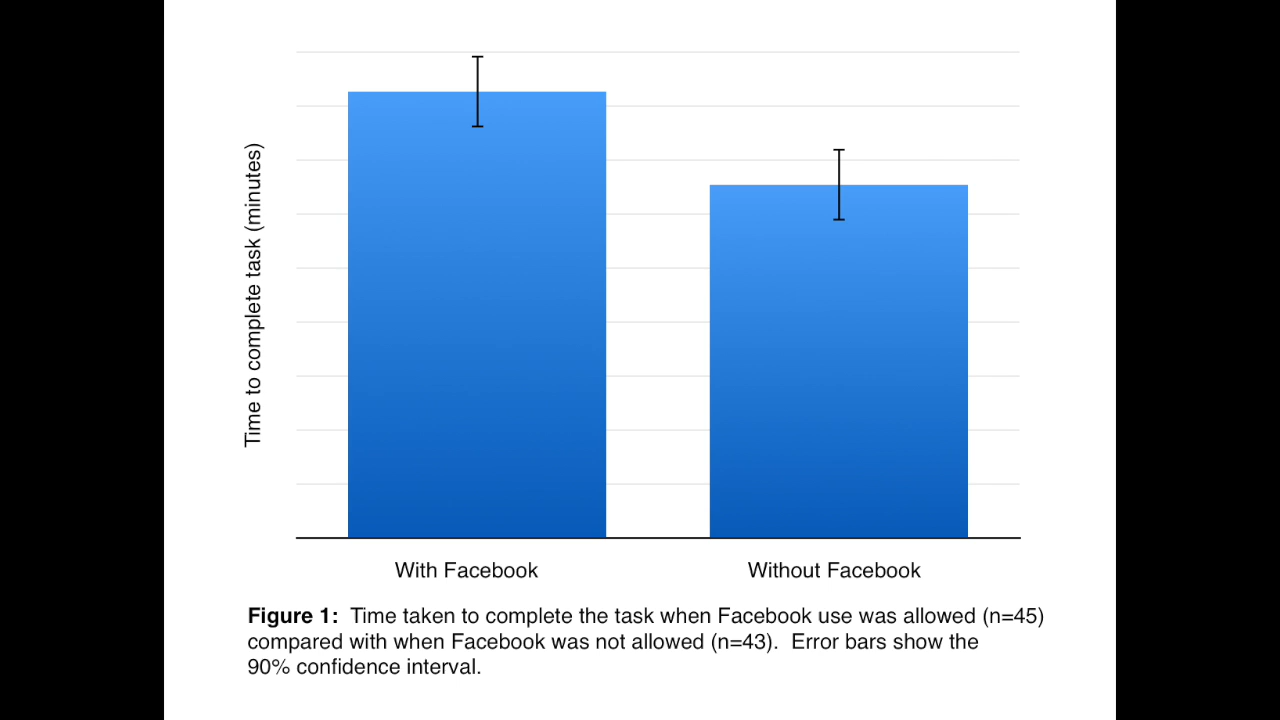 Time to complete task (minutes)
With Facebook
Without Facebook
Figure 1: Time taken to complete the task when Facebook use was allowed (n=45)
compared with when Facebook was not allowed (n=43). Error bars show the
90% confidence interval.